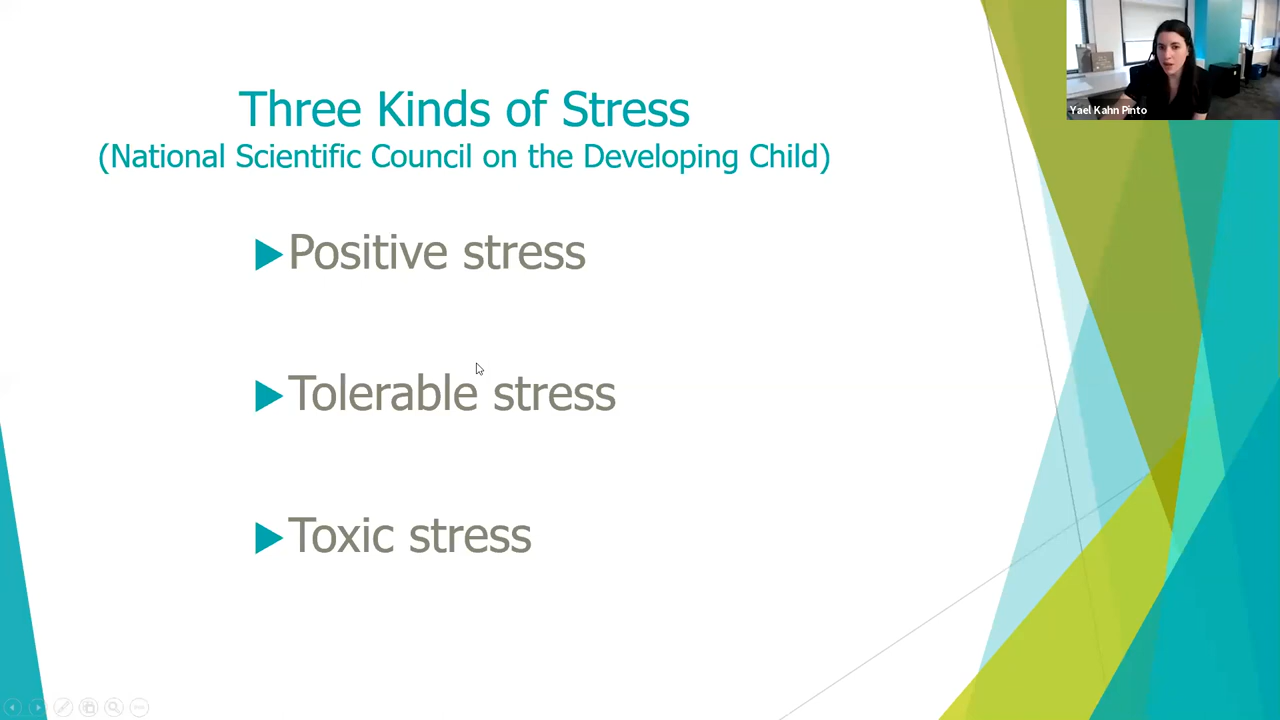 Three Kinds of Stress
(National Scientific Council on the Developing Child)
Positive stress
Tolerable stress
Toxic stress
Yael Kahn Pinto